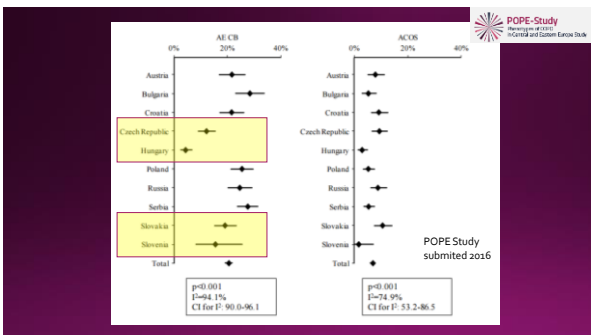 POPE-Study
Phenotypes of COPD
in Central and Eastern Europe Study
AE CB
0% 20% 40%
Austria
Bulgaria
Croatia
Czech Republic
Hungary
Poland
Russia
Serbia
Slovakia
Slovenia
Total
p<0.001
I²=94.1%
CI for I²: 90.0-96.1
ACOS
0% 20% 40%
Austria
Bulgaria
Croatia
Czech Republic
Hungary
Poland
Russia
Serbia
Slovakia
Slovenia
Total
p<0.001
I²=74.9%
CI for I²: 53.2-86.5
POPE Study
submited 2016